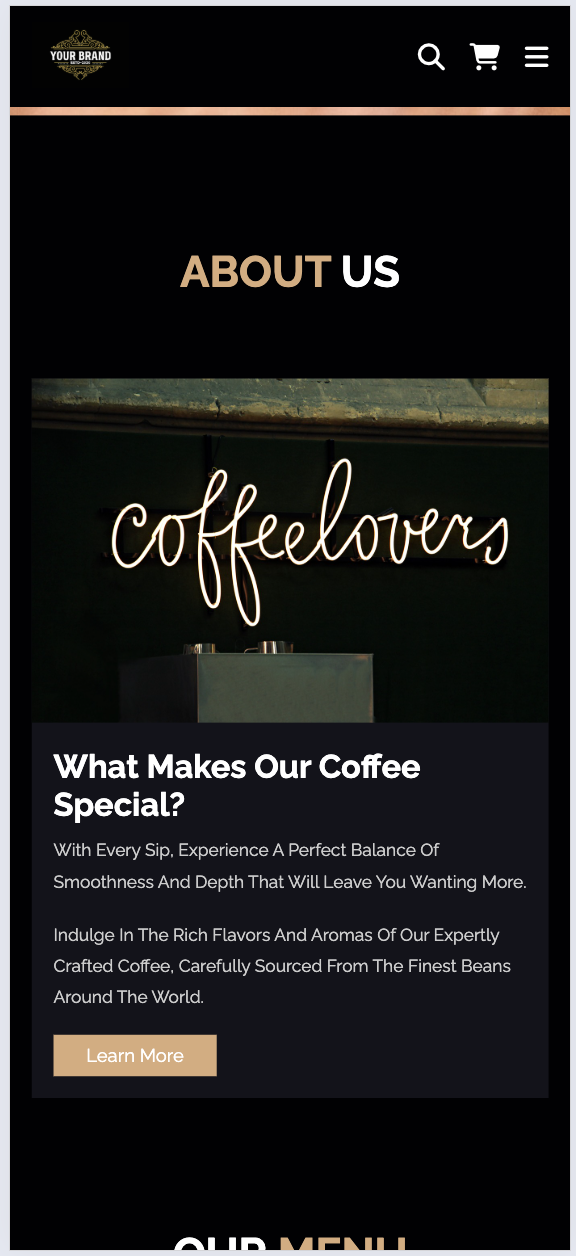 YOUR BRAND
ABOUT US
coffeelovers
What Makes Our Coffee
Special?
With Every Sip, Experience A Perfect Balance Of
Smoothness And Depth That Will Leave You Wanting More.
Indulge In The Rich Flavors And Aromas Of Our Expertly
Crafted Coffee, Carefully Sourced From The Finest Beans
Around The World.
Learn More
OUR MENU